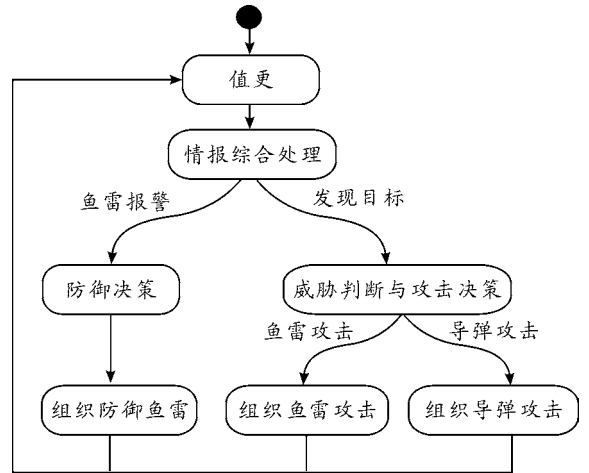 值更
情报综合处理
鱼雷报警
发现目标
防御决策
威胁判断与攻击决策
鱼雷攻击
导弹攻击
组织防御鱼雷
组织鱼雷攻击
组织导弹攻击